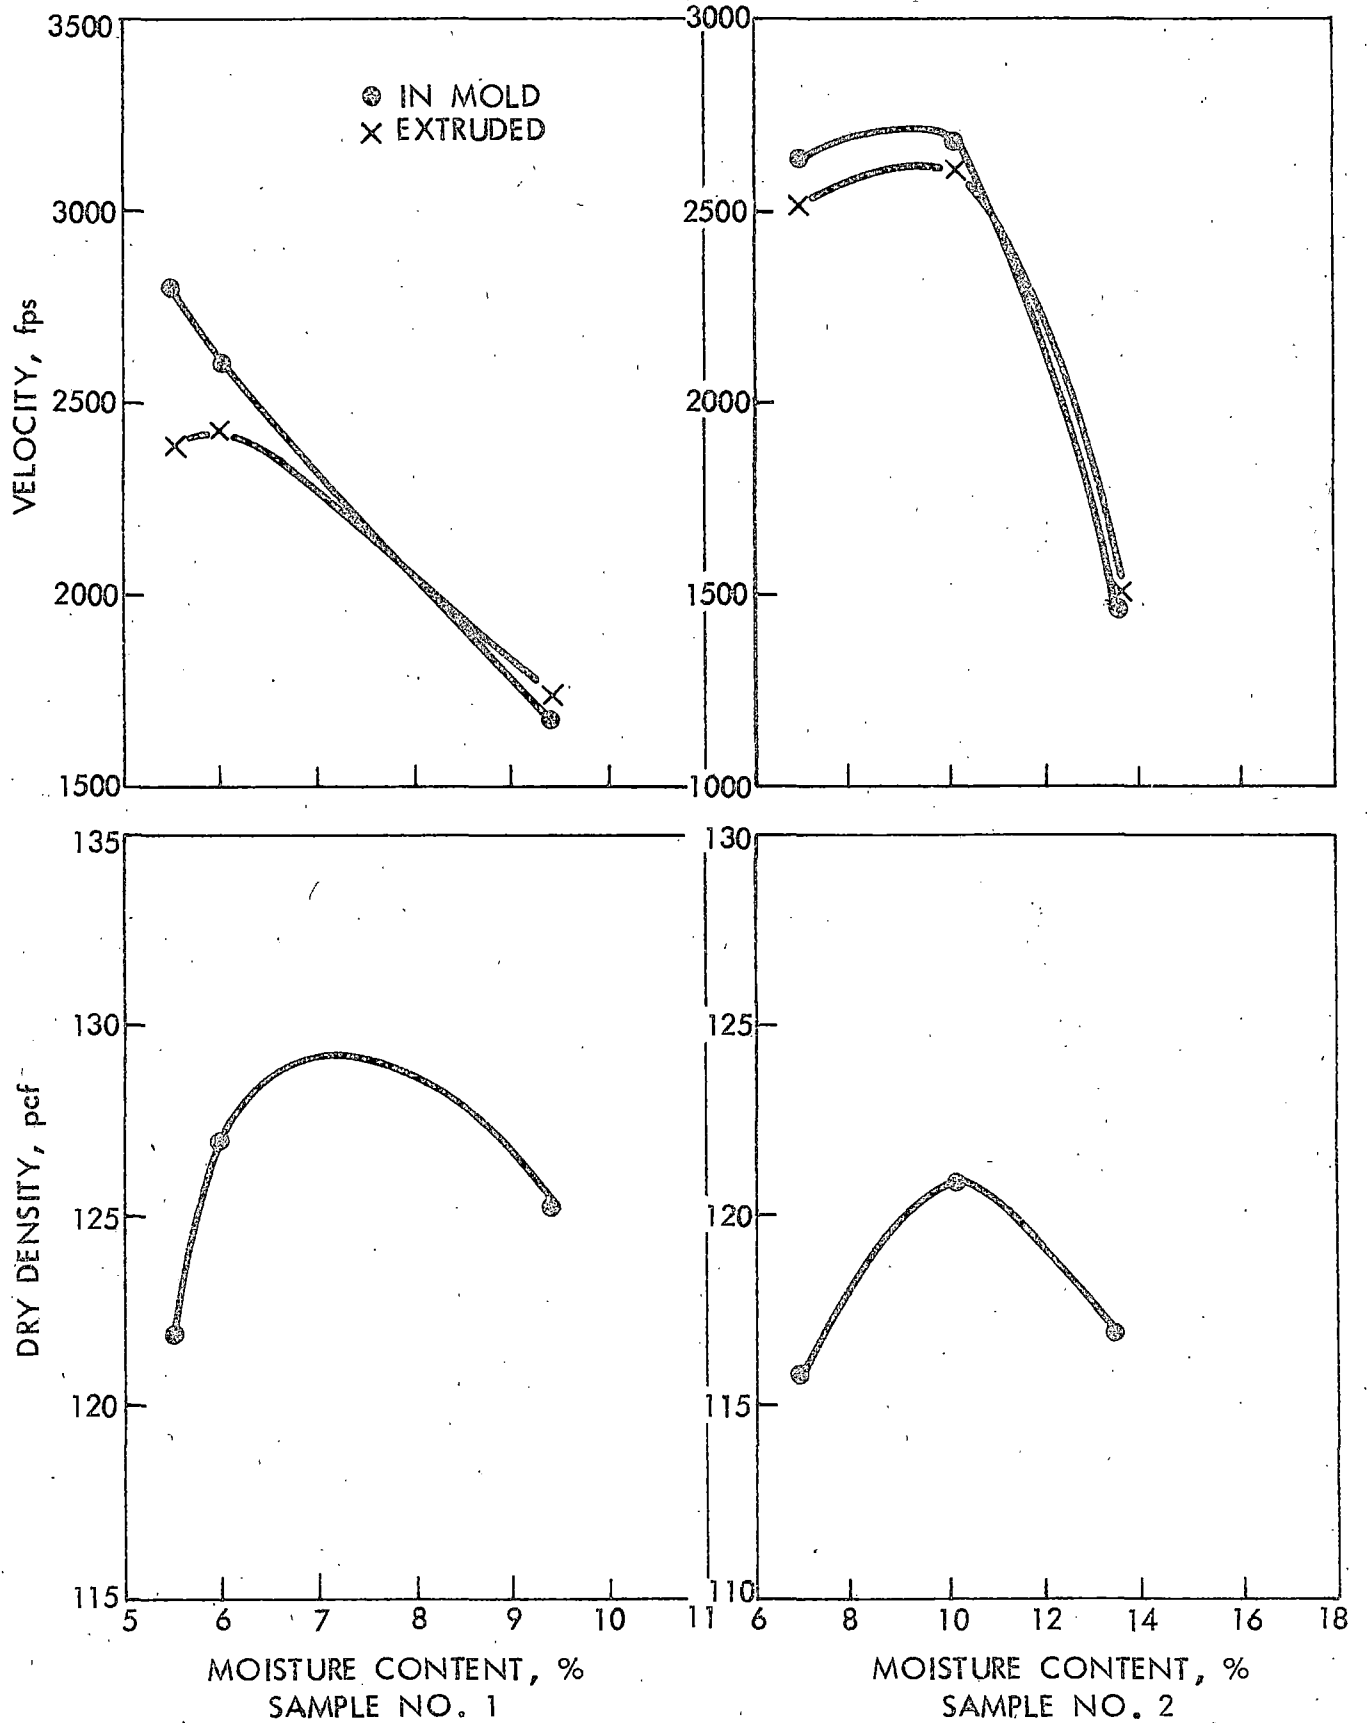 3500
3000
2500
2000
1500
VELOCITY, fps
IN MOLD
EXTRUDED
3000
2500
2000
1500
1000
135
130
125
120
115
DRY DENSITY, pcf
5 6 7 8 9 10 11
MOISTURE CONTENT, %
SAMPLE NO. 1
130
125
120
115
110
6 8 10 12 14 16 18
MOISTURE CONTENT, %
SAMPLE NO. 2